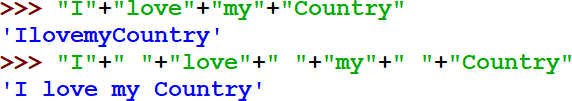 >>> "I"+"love"+"my"+"Country"
'IlovemyCountry'
>>> "I"+" "+"love"+" "+"my"+" "+"Country"
'I love my Country'